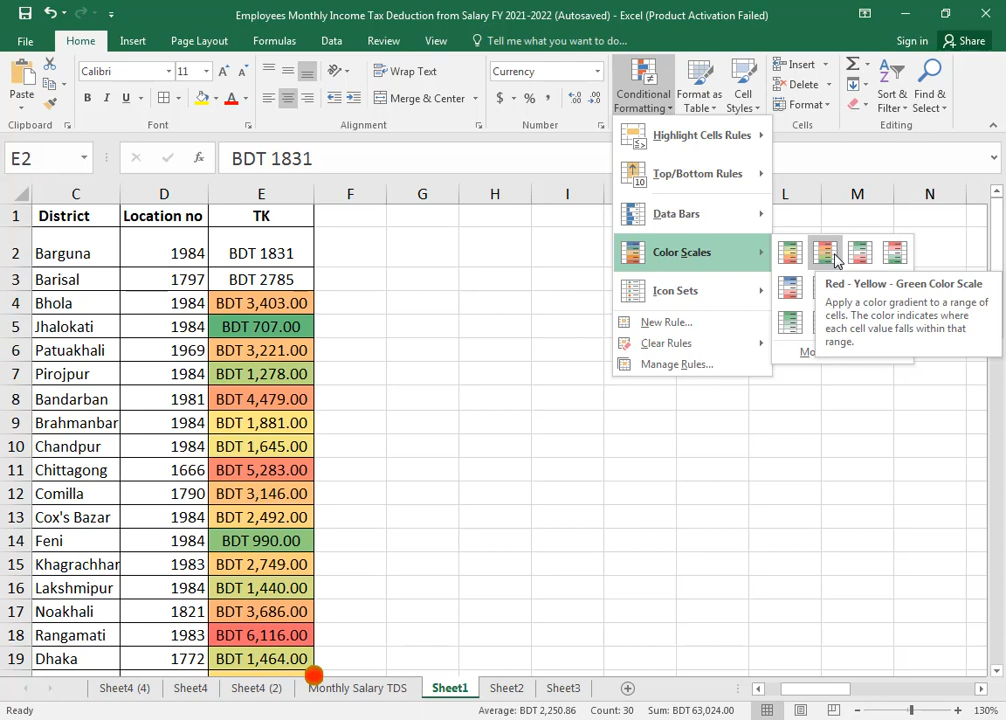 Employees Monthly Income Tax Deduction from Salary FY 2021-2022 (Autosaved) - Excel (Product Activation Failed)
File Home Insert Page Layout Formulas Data Review View Tell me what you want to do... Sign in Share
Paste
Calibri 11
B I U A
Wrap Text
Merge & Center
Currency
$ % ,
Conditional Formatting
Format as Table
Cell Styles
Insert
Delete
Format
Sort & Filter
Find & Select
Clipboard Font Alignment Number Cells Editing
E2 fx BDT 1831
C D E F G H I L M N
1 District Location no TK
2 Barguna 1984 BDT 1831
3 Barisal 1797 BDT 2785
4 Bhola 1984 BDT 3,403.00
5 Jhalokati 1984 BDT 707.00
6 Patuakhali 1969 BDT 3,221.00
7 Pirojpur 1984 BDT 1,278.00
8 Bandarban 1981 BDT 4,479.00
9 Brahmanbar 1984 BDT 1,881.00
10 Chandpur 1984 BDT 1,645.00
11 Chittagong 1666 BDT 5,283.00
12 Comilla 1790 BDT 3,146.00
13 Cox's Bazar 1984 BDT 2,492.00
14 Feni 1984 BDT 990.00
15 Khagrachhar 1983 BDT 2,749.00
16 Lakshmipur 1984 BDT 1,440.00
17 Noakhali 1821 BDT 3,686.00
18 Rangamati 1983 BDT 6,116.00
19 Dhaka 1772 BDT 1,464.00
Highlight Cells Rules
Top/Bottom Rules
Data Bars
Color Scales
Icon Sets
New Rule...
Clear Rules
Manage Rules...
Mo
Red - Yellow - Green Color Scale
Apply a color gradient to a range of
cells. The color indicates where
each cell value falls within that
range.
Sheet4 (4) Sheet4 Sheet4 (2) Monthly Salary TDS Sheet1 Sheet2 Sheet3
Ready Average: BDT 2,250.86 Count: 30 Sum: BDT 63,024.00 130%